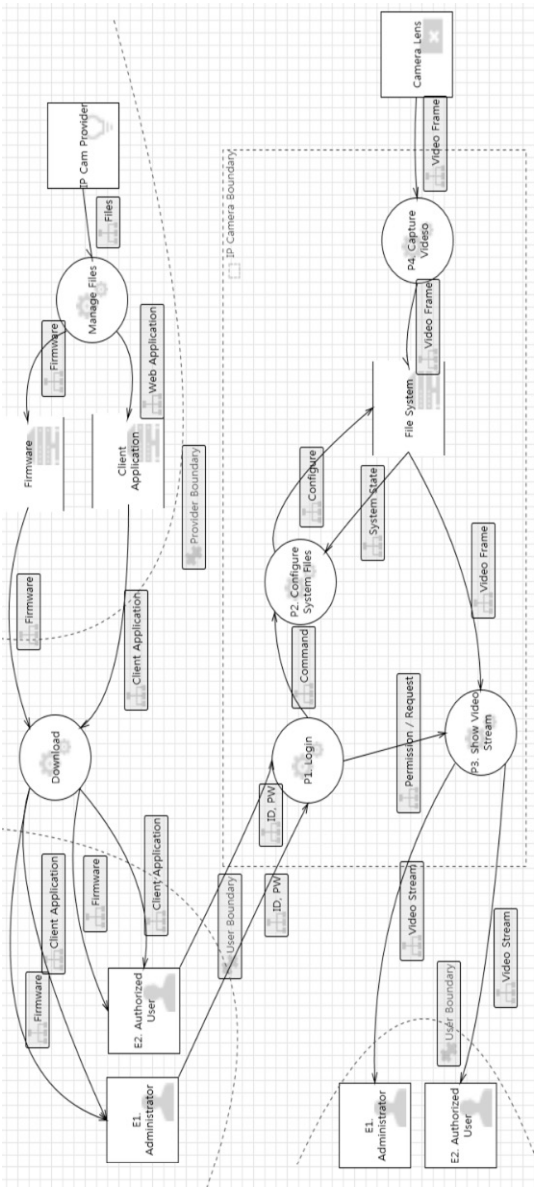 Firmware
Firmware
Firmware
Firmware
Client Application
Download
Client Application
Manage Files
IP Cam Provider
Firmware
Files
E1.
Administrator
E2. Authorized
User
Client Application
Client Application
Web Application
Provider Boundary
User Boundary
ID, PW
ID, PW
IP Camera Boundary
P1. Login
Command
P2. Configure
System Files
Configure
System State
Permission / Request
File System
P4. Capture
Videso
Camera Lens
Video Frame
Video Frame
E1.
Administrator
Video Stream
User Boundary
E2. Authorized
User
Video Stream
P3. Show Video
Stream
Video Frame